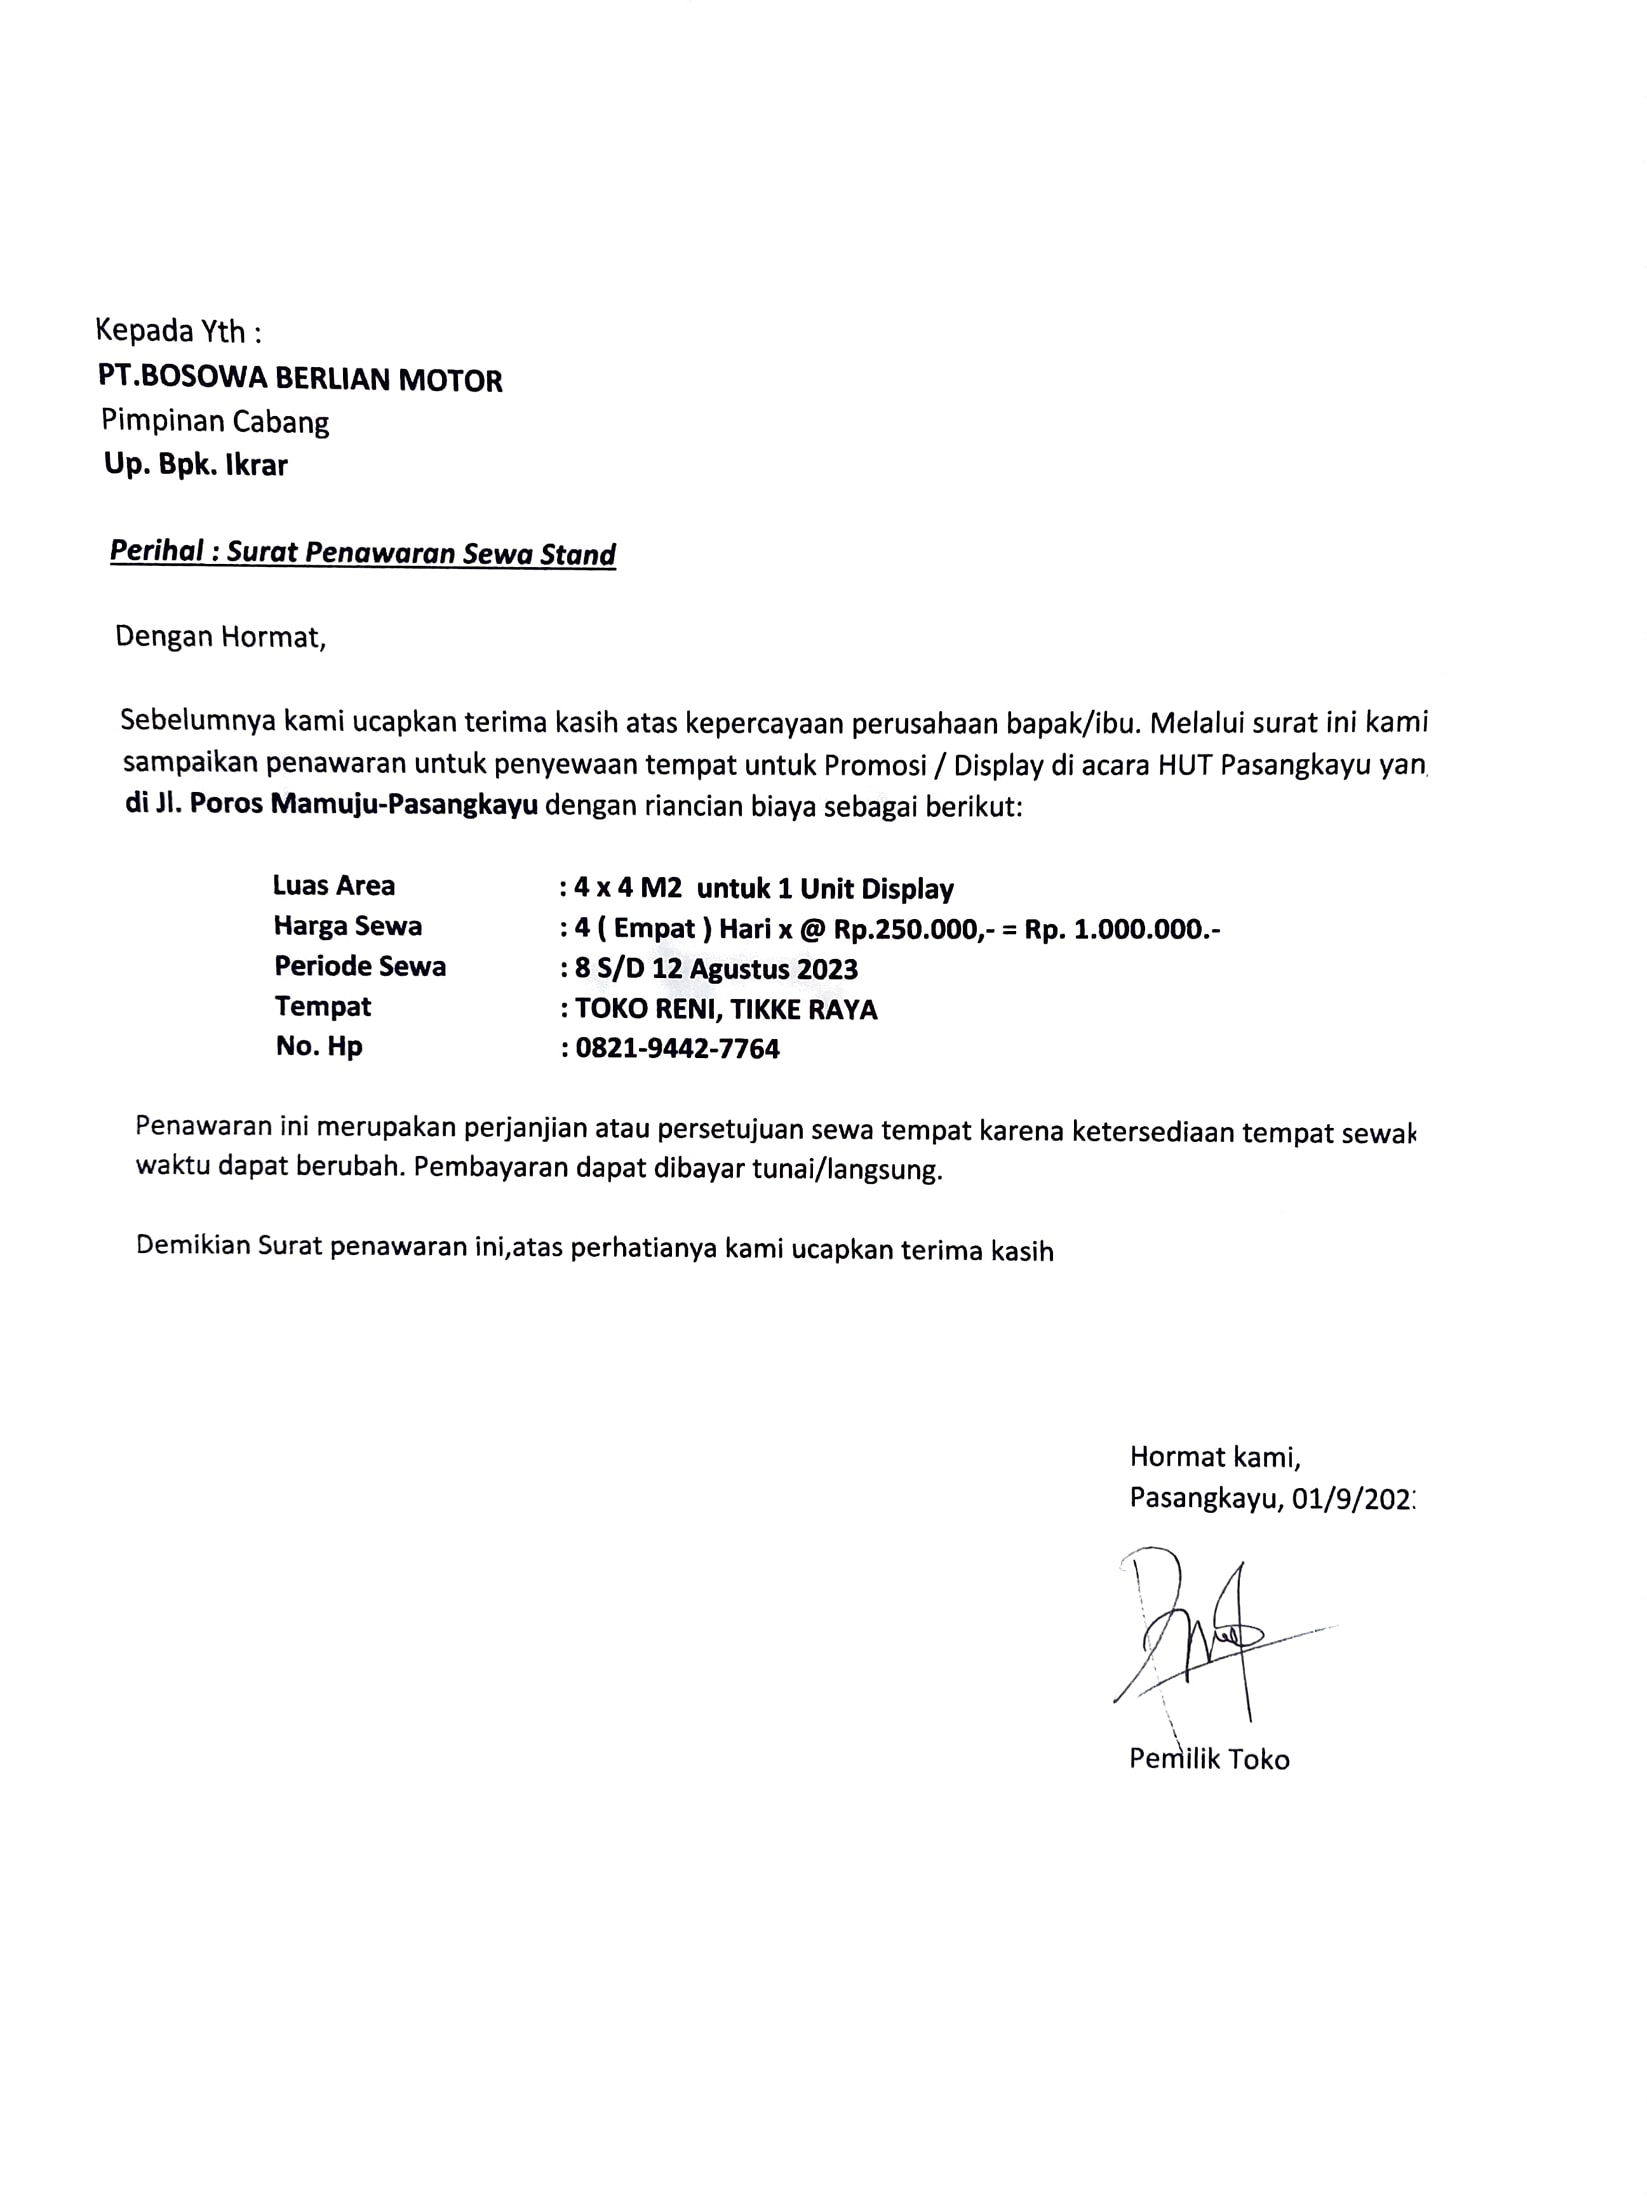 Kepada Yth :
PT.BOSOWA BERLIAN MOTOR
Pimpinan Cabang
Up. Bpk. Ikrar
Perihal : Surat Penawaran Sewa Stand
Dengan Hormat,
Sebelumnya kami ucapkan terima kasih atas kepercayaan perusahaan bapak/ibu. Melalui surat ini kami
sampaikan penawaran untuk penyewaan tempat untuk Promosi / Display di acara HUT Pasangkayu yan
di Jl. Poros Mamuju-Pasangkayu dengan riancian biaya sebagai berikut:
Luas Area : 4 x 4 M2 untuk 1 Unit Display
Harga Sewa : 4 ( Empat ) Hari x @ Rp.250.000,- = Rp. 1.000.000.-
Periode Sewa : 8 S/D 12 Agustus 2023
Tempat : TOKO RENI, TIKKE RAYA
No. Hp : 0821-9442-7764
Penawaran ini merupakan perjanjian atau persetujuan sewa tempat karena ketersediaan tempat sewak
waktu dapat berubah. Pembayaran dapat dibayar tunai/langsung.
Demikian Surat penawaran ini,atas perhatianya kami ucapkan terima kasih
Hormat kami,
Pasangkayu, 01/9/202
Pemilik Toko